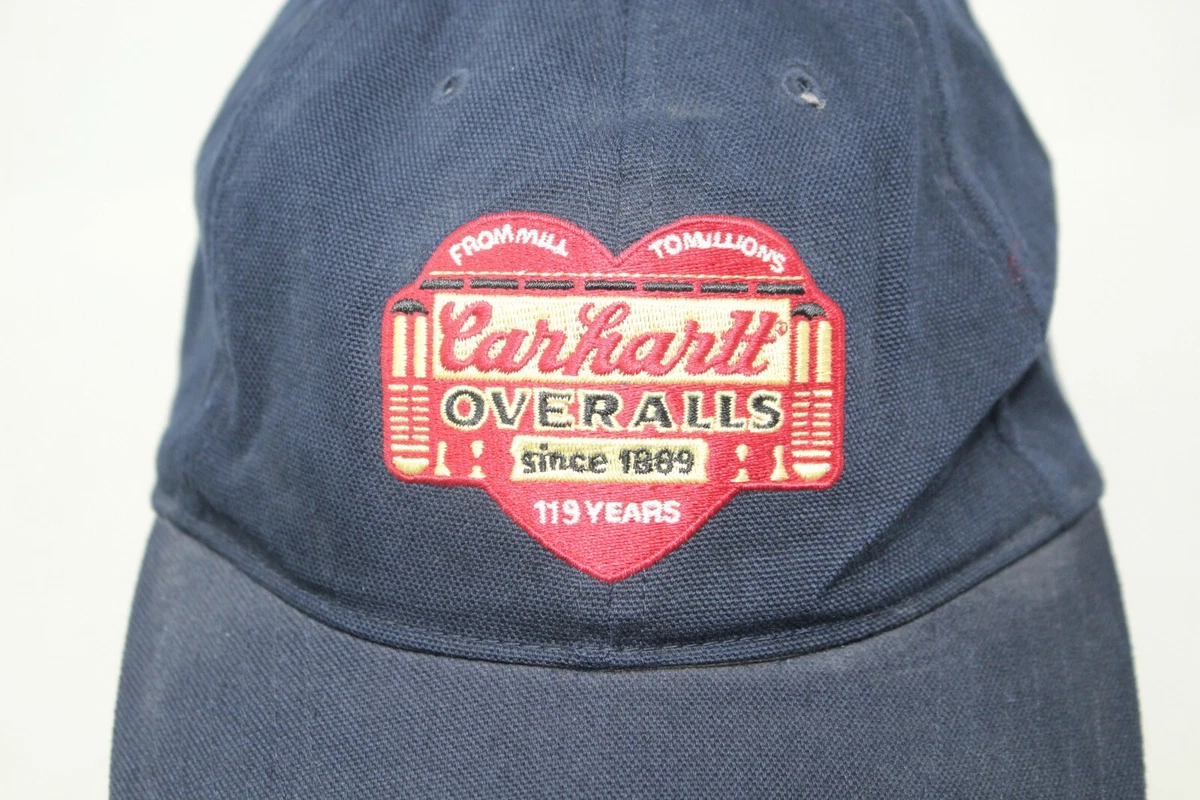 FROM MILL TO MILLIONS
Carhartt®
OVERALLS
since 1889
119 YEARS